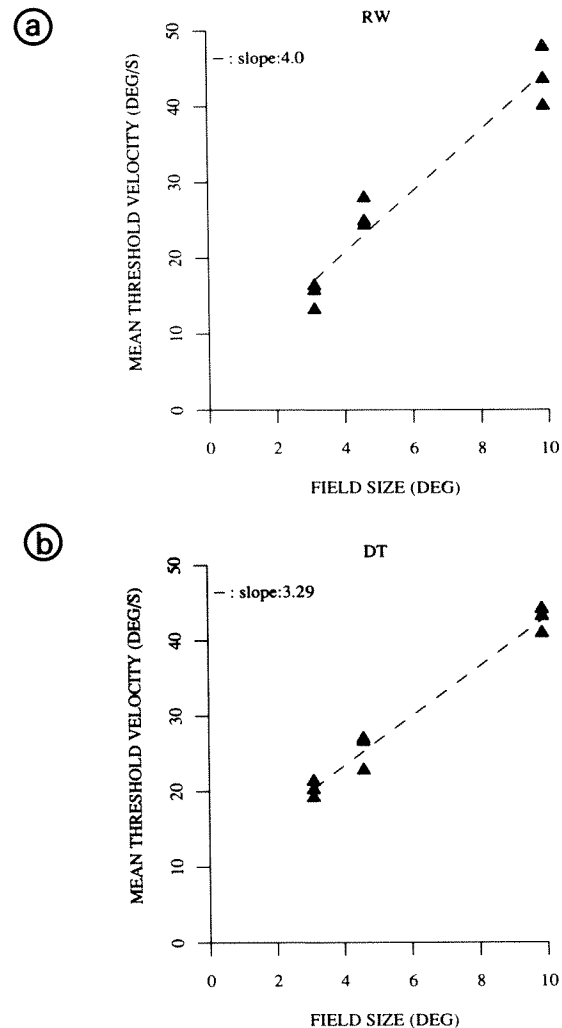 a
RW
50
– : slope:4.0
40
30
20
10
0
MEAN THRESHOLD VELOCITY (DEG/S)
0 2 4 6 8 10
FIELD SIZE (DEG)
b
DT
50
– : slope:3.29
40
30
20
10
0
MEAN THRESHOLD VELOCITY (DEG/S)
0 2 4 6 8 10
FIELD SIZE (DEG)